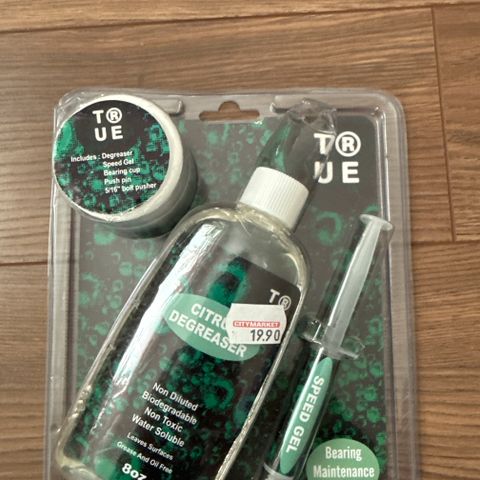 T®
UE
Includes : Degreaser
Speed Gel
Bearing cup
Push pin
5/16" bolt pusher
T®
UE
T®
CITRU
DEGREASER
CITYMARKET
19.90
Non Diluted
Biodegradable
Non Toxic
Water Soluble
Leaves Surfaces
Grease And Oil Free
8oz
SPEED GEL
Bearing
Maintenance